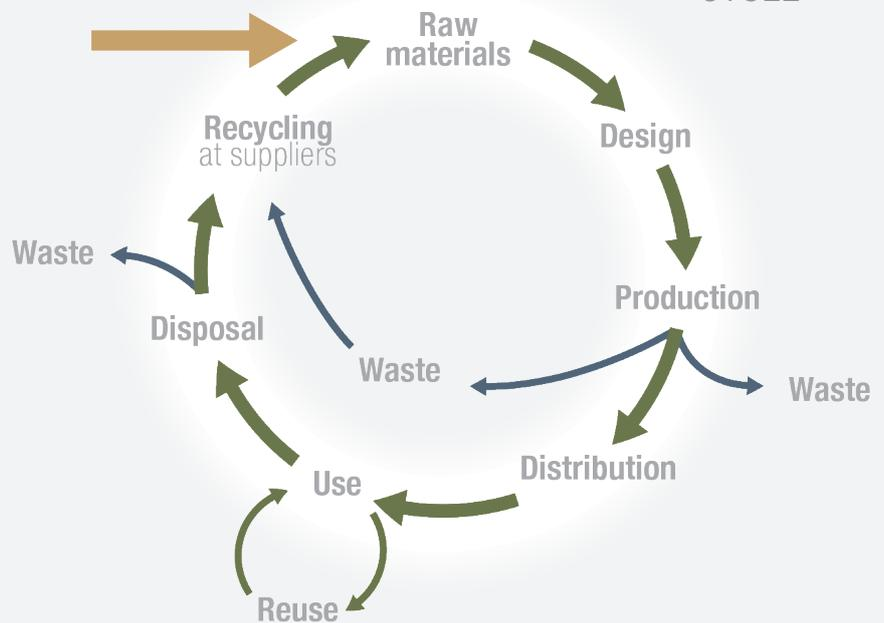 Raw
materials
Design
Recycling
at suppliers
Waste
Production
Disposal
Waste
Waste
Distribution
Use
Reuse